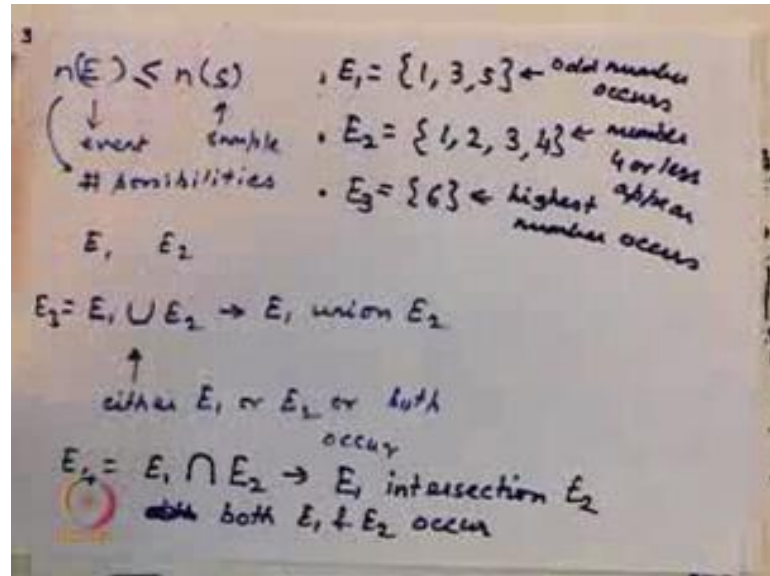 3
n(E) ≤ n(S)
event sample
# possibilities
• E₁ = {1, 3, 5} ← odd number occurs
• E₂ = {1, 2, 3, 4} ← number 4 or less appear
• E₃ = {6} ← highest number occurs
E₁ E₂
E₃ = E₁ ∪ E₂ → E₁ union E₂
↑
either E₁ or E₂ or both
occur
E₄ = E₁ ∩ E₂ → E₁ intersection E₂
both E₁ & E₂ occur